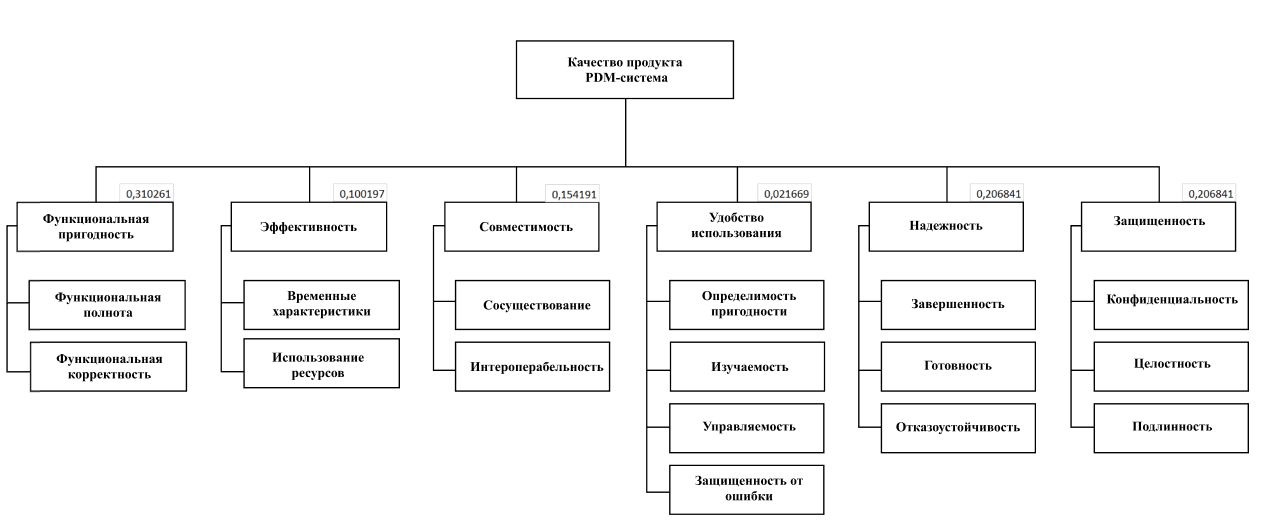 Качество продукта
PDM-система
0,310261
Функциональная
пригодность
Функциональная
полнота
Функциональная
корректность
0,100197
Эффективность
Временные
характеристики
Использование
ресурсов
0,154191
Совместимость
Сосуществование
Интероперабельность
0,021669
Удобство
использования
Определимость
пригодности
Изучаемость
Управляемость
Защищенность от
ошибки
0,206841
Надежность
Завершенность
Готовность
Отказоустойчивость
0,206841
Защищенность
Конфиденциальность
Целостность
Подлинность